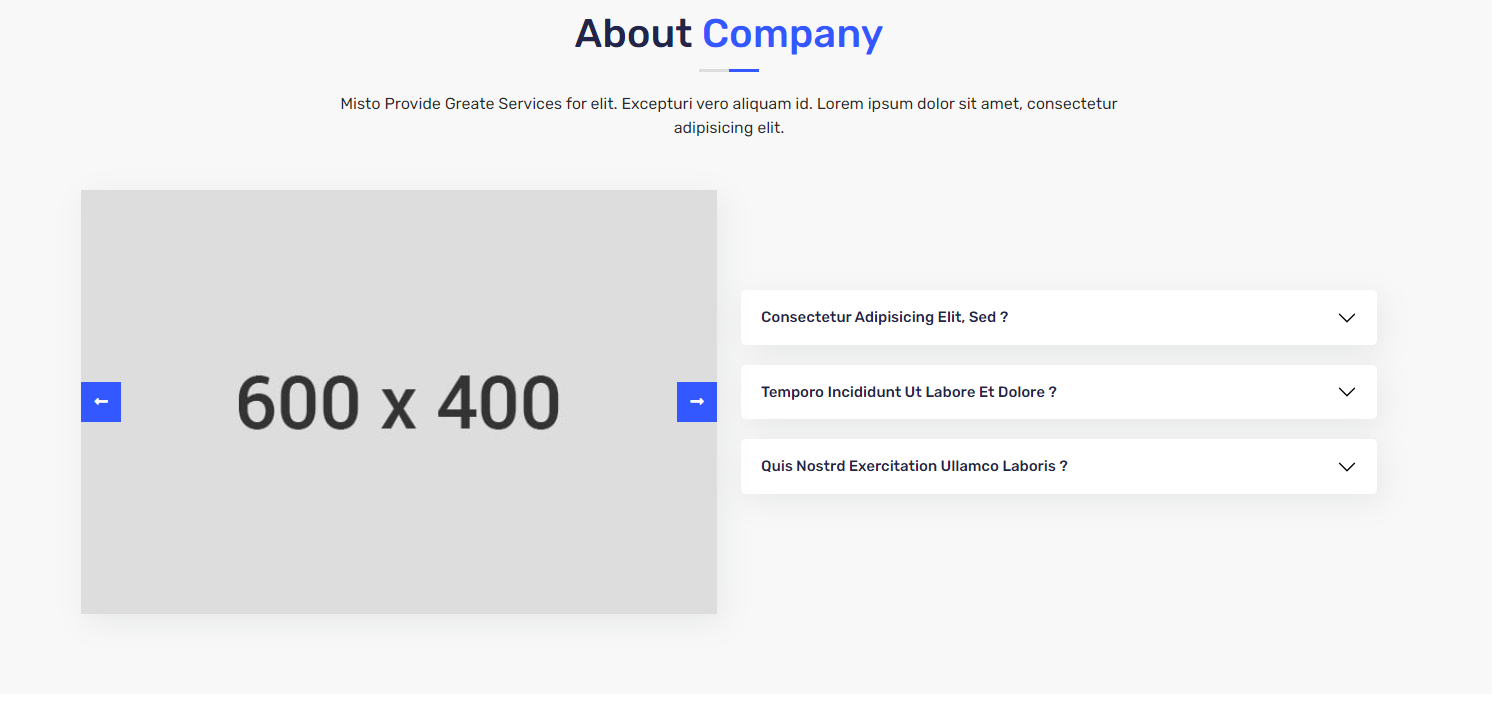 About Company
Misto Provide Greate Services for elit. Excepturi vero aliquam id. Lorem ipsum dolor sit amet, consectetur
adipisicing elit.
600 x 400
Consectetur Adipisicing Elit, Sed ?
Temporo Incididunt Ut Labore Et Dolore ?
Quis Nostrd Exercitation Ullamco Laboris ?